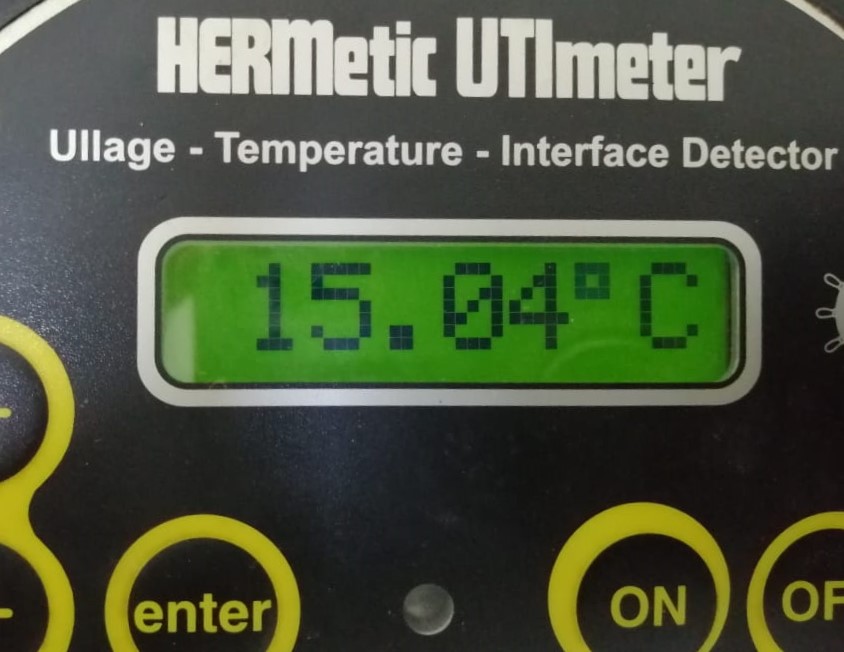 HERMetic UTImeter
Ullage - Temperature - Interface Detector
15.04°C
enter
ON